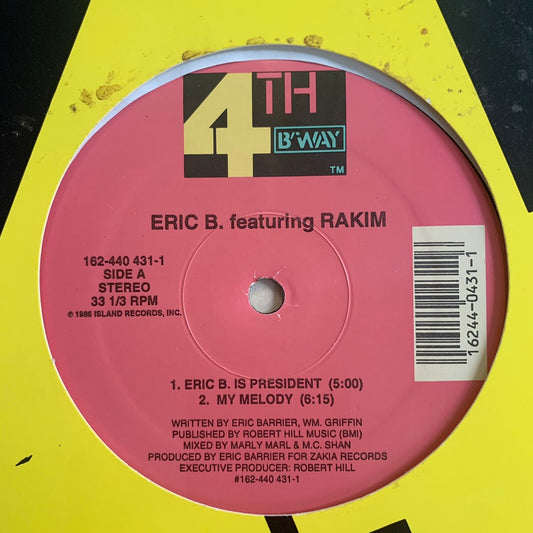 4TH
B'WAY
TM
ERIC B. featuring RAKIM
162-440 431-1
SIDE A
STEREO
33 1/3 RPM
℗ 1986 ISLAND RECORDS, INC.
16244-0431-1
1. ERIC B. IS PRESIDENT (5:00)
2. MY MELODY (6:15)
WRITTEN BY ERIC BARRIER, WM. GRIFFIN
PUBLISHED BY ROBERT HILL MUSIC (BMI)
MIXED BY MARLY MARL & M.C. SHAN
PRODUCED BY ERIC BARRIER FOR ZAKIA RECORDS
EXECUTIVE PRODUCER: ROBERT HILL
#162-440 431-1